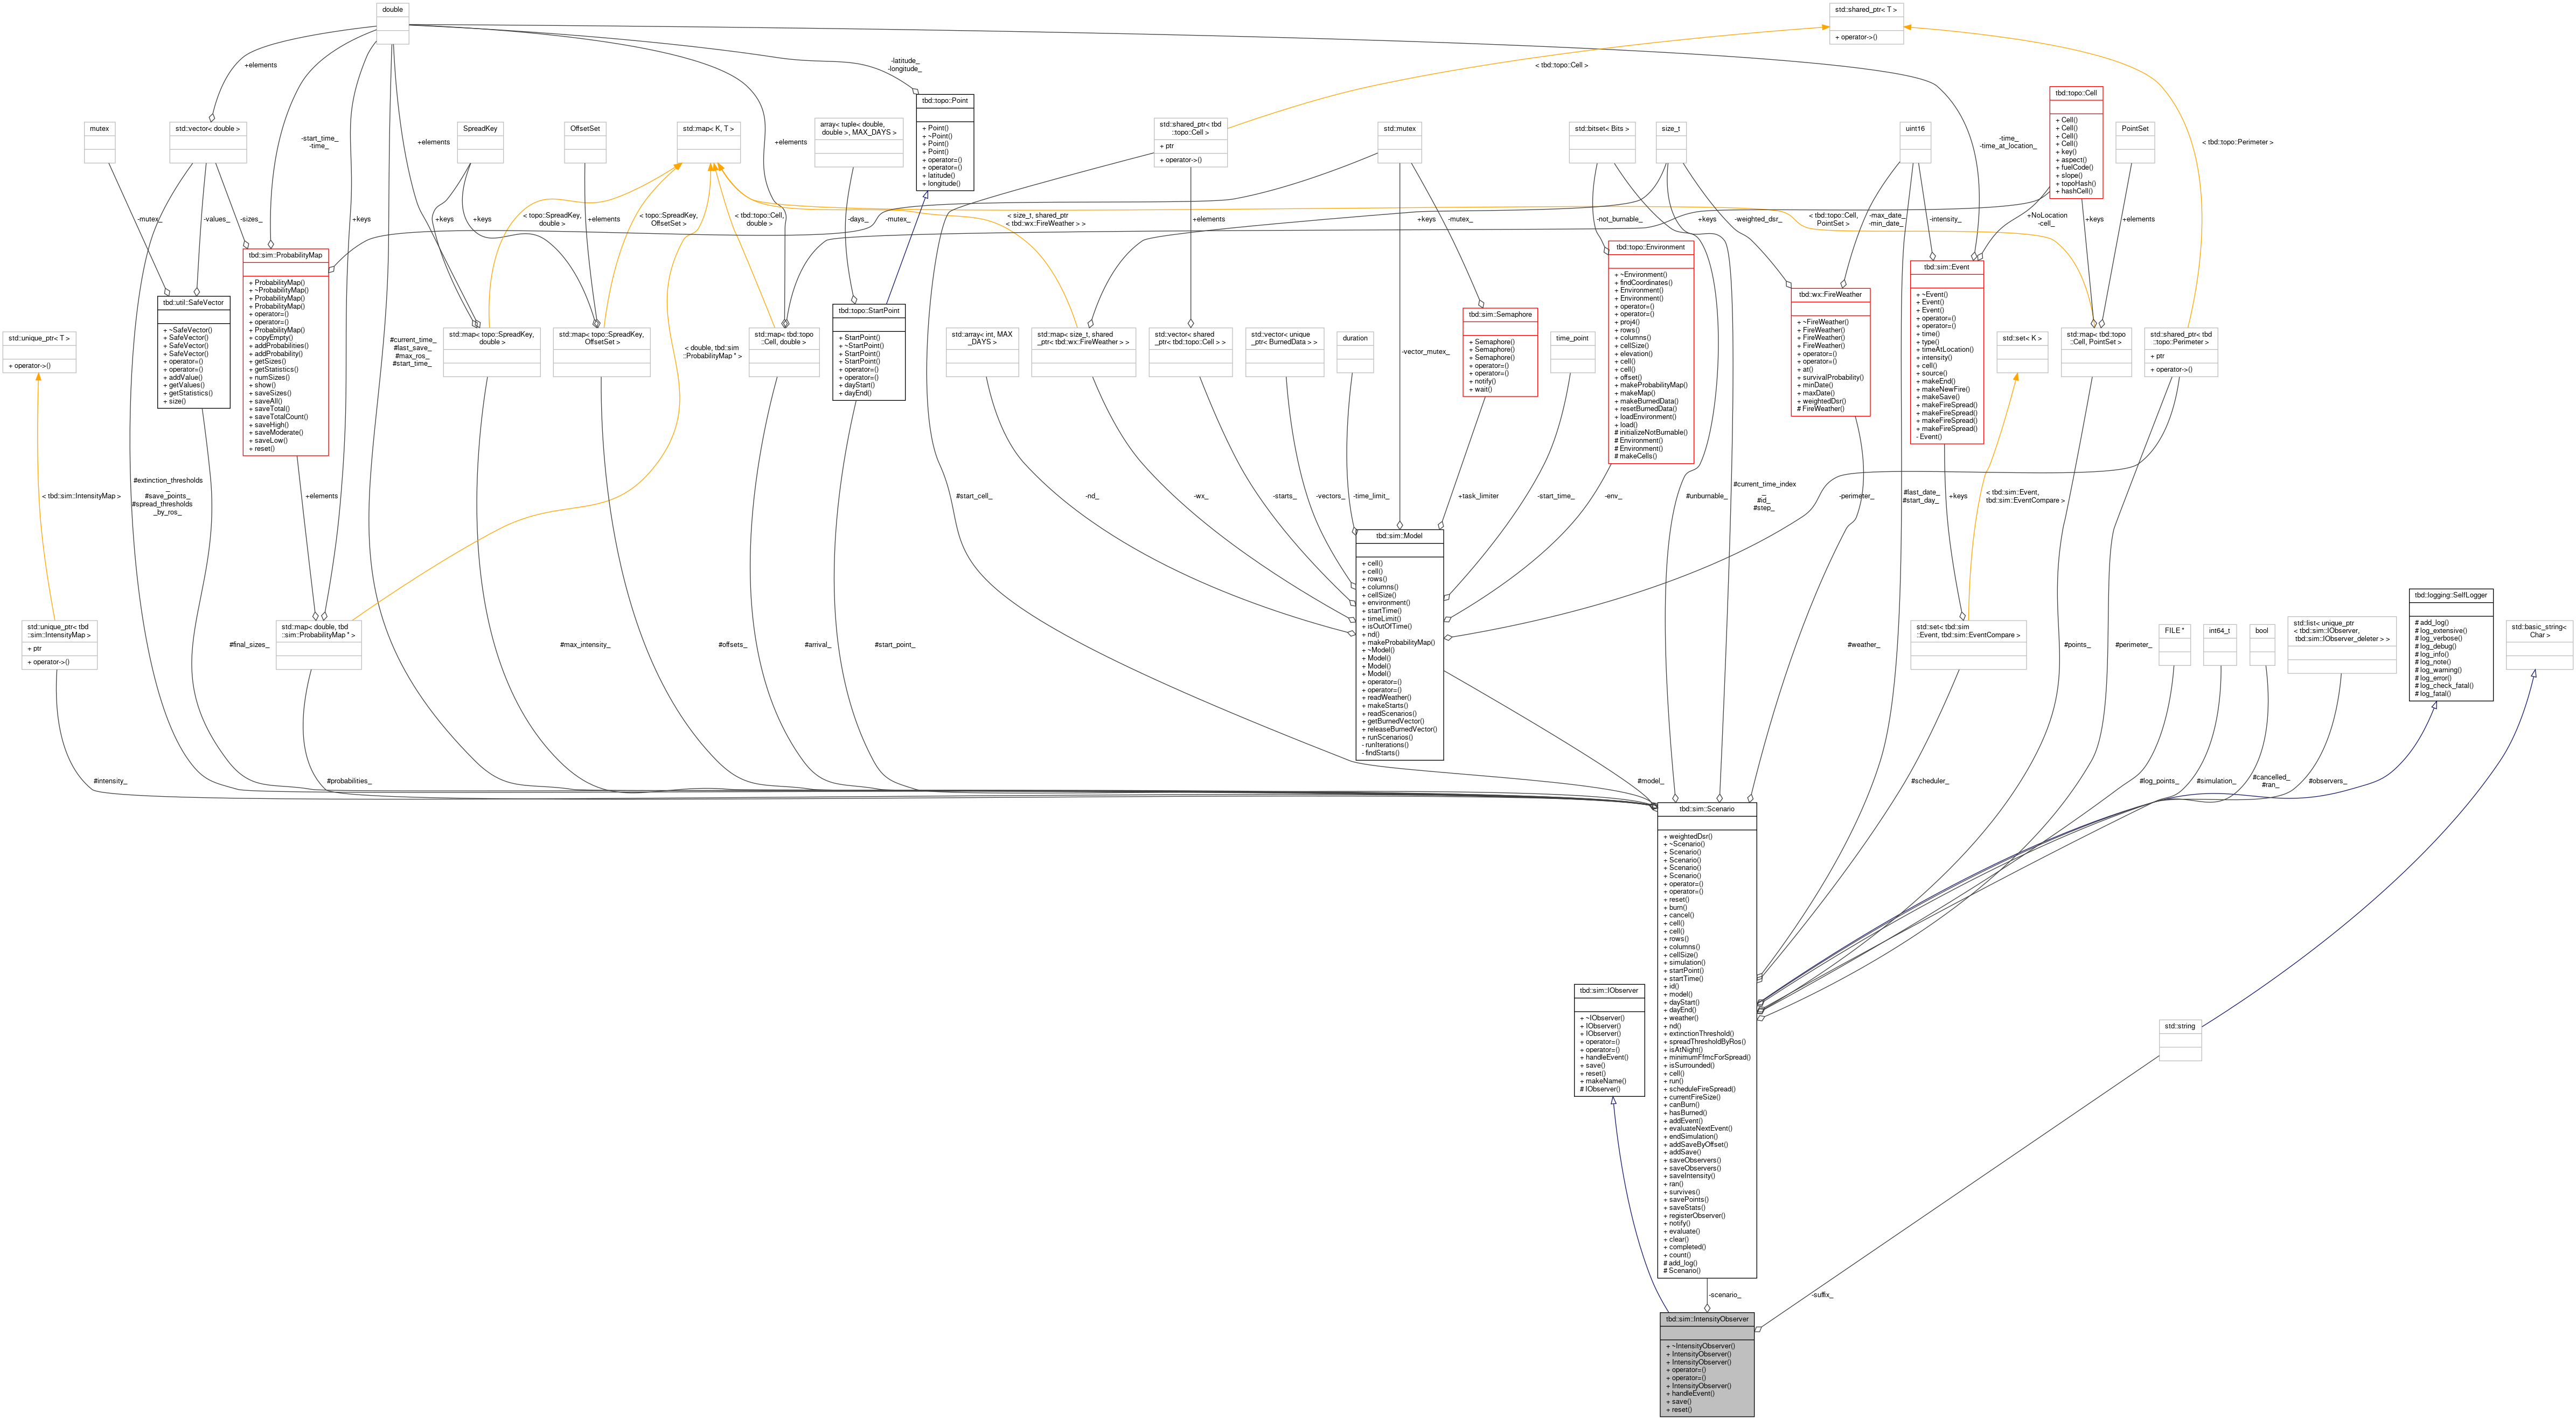 double
std::shared_ptr< T >
+ operator->()
-latitude_
-longitude_
+elements
< tbd::topo::Cell >
tbd::topo::Point
+ Point()
+ ~Point()
+ Point()
+ Point()
+ operator=()
+ operator=()
+ latitude()
+ longitude()
tbd::topo::Cell
+ Cell()
+ Cell()
+ Cell()
+ Cell()
+ key()
+ aspect()
+ fuelCode()
+ slope()
+ topoHash()
+ hashCell()
mutex
std::vector< double >
-start_time_
-time_
+elements
SpreadKey
OffsetSet
std::map< K, T >
+elements
array< tuple< double,
double >, MAX_DAYS >
std::shared_ptr< tbd
::topo::Cell >
+ ptr
+ operator->()
std::mutex
std::bitset< Bits >
size_t
uint16
-time_
-time_at_location_
PointSet
< tbd::topo::Perimeter >
-mutex_
-values_
-sizes_
+keys
+keys
+keys
+elements
< topo::SpreadKey,
double >
< topo::SpreadKey,
OffsetSet >
< tbd::topo::Cell,
double >
-days_
-mutex_
< size_t, shared_ptr
< tbd::wx::FireWeather > >
+elements
+keys
-mutex_
-not_burnable_
+keys
-weighted_dsr_
< tbd::topo::Cell,
PointSet >
-max_date_
-min_date_
-intensity_
+NoLocation
-cell_
+keys
+elements
tbd::sim::ProbabilityMap
+ ProbabilityMap()
+ ~ProbabilityMap()
+ ProbabilityMap()
+ ProbabilityMap()
+ operator=()
+ operator=()
+ ProbabilityMap()
+ copyEmpty()
+ addProbabilities()
+ addProbability()
+ getSizes()
+ getStatistics()
+ numSizes()
+ show()
+ saveSizes()
+ saveAll()
+ saveTotal()
+ saveTotalCount()
+ saveHigh()
+ saveModerate()
+ saveLow()
+ reset()
tbd::util::SafeVector
+ ~SafeVector()
+ SafeVector()
+ SafeVector()
+ SafeVector()
+ operator=()
+ operator=()
+ addValue()
+ getValues()
+ getStatistics()
+ size()
std::unique_ptr< T >
+ operator->()
#current_time_
#last_save_
#max_ros_
#start_time_
std::map< topo::SpreadKey,
double >
std::map< topo::SpreadKey,
OffsetSet >
< double, tbd::sim
::ProbabilityMap * >
std::map< tbd::topo
::Cell, double >
tbd::topo::StartPoint
+ StartPoint()
+ ~StartPoint()
+ StartPoint()
+ StartPoint()
+ operator=()
+ operator=()
+ dayStart()
+ dayEnd()
std::array< int, MAX
_DAYS >
std::map< size_t, shared
_ptr< tbd::wx::FireWeather > >
std::vector< shared
_ptr< tbd::topo::Cell > >
std::vector< unique
_ptr< BurnedData > >
duration
-vector_mutex_
tbd::sim::Semaphore
+ Semaphore()
+ Semaphore()
+ Semaphore()
+ operator=()
+ operator=()
+ notify()
+ wait()
time_point
tbd::topo::Environment
+ ~Environment()
+ findCoordinates()
+ Environment()
+ Environment()
+ operator=()
+ operator=()
+ proj4()
+ rows()
+ columns()
+ cellSize()
+ elevation()
+ cell()
+ cell()
+ offset()
+ makeProbabilityMap()
+ makeMap()
+ makeBurnedData()
+ resetBurnedData()
+ loadEnvironment()
+ load()
# initializeNotBurnable()
# Environment()
# Environment()
# makeCells()
tbd::wx::FireWeather
+ ~FireWeather()
+ FireWeather()
+ FireWeather()
+ FireWeather()
+ operator=()
+ operator=()
+ at()
+ survivalProbability()
+ minDate()
+ maxDate()
+ weightedDsr()
# FireWeather()
tbd::sim::Event
+ ~Event()
+ Event()
+ Event()
+ operator=()
+ operator=()
+ time()
+ type()
+ timeAtLocation()
+ intensity()
+ cell()
+ source()
+ makeEnd()
+ makeNewFire()
+ makeSave()
+ makeFireSpread()
+ makeFireSpread()
+ makeFireSpread()
+ makeFireSpread()
- Event()
std::set< K >
std::map< tbd::topo
::Cell, PointSet >
std::shared_ptr< tbd
::topo::Perimeter >
+ ptr
+ operator->()
< tbd::sim::IntensityMap >
#extinction_thresholds
_
#save_points_
#spread_thresholds
_by_ros_
+elements
#start_cell_
-nd_
-wx_
-starts_
-vectors_
-time_limit_
+task_limiter
-start_time_
-env_
#unburnable_
#current_time_index
_
#id_
#step_
-perimeter_
#last_date_
#start_day_
+keys
< tbd::sim::Event,
tbd::sim::EventCompare >
tbd::sim::Model
+ cell()
+ cell()
+ rows()
+ columns()
+ cellSize()
+ environment()
+ startTime()
+ timeLimit()
+ isOutOfTime()
+ nd()
+ makeProbabilityMap()
+ ~Model()
+ Model()
+ Model()
+ Model()
+ operator=()
+ operator=()
+ readWeather()
+ makeStarts()
+ readScenarios()
+ getBurnedVector()
+ releaseBurnedVector()
+ runScenarios()
- runIterations()
- findStarts()
std::unique_ptr< tbd
::sim::IntensityMap >
+ ptr
+ operator->()
#final_sizes_
std::map< double, tbd
::sim::ProbabilityMap * >
#max_intensity_
#offsets_
#arrival_
#start_point_
#weather_
std::set< tbd::sim
::Event, tbd::sim::EventCompare >
#points_
#perimeter_
FILE *
int64_t
bool
std::list< unique_ptr
< tbd::sim::IObserver,
tbd::sim::IObserver_deleter > >
tbd::logging::SelfLogger
# add_log()
# log_extensive()
# log_verbose()
# log_debug()
# log_info()
# log_note()
# log_warning()
# log_error()
# log_check_fatal()
# log_fatal()
std::basic_string<
Char >
#intensity_
#probabilities_
#model_
#scheduler_
#log_points_
#simulation_
#cancelled_
#ran_
#observers_
tbd::sim::Scenario
+ weightedDsr()
+ ~Scenario()
+ Scenario()
+ Scenario()
+ Scenario()
+ Scenario()
+ operator=()
+ operator=()
+ reset()
+ burn()
+ cancel()
+ cell()
+ cell()
+ rows()
+ columns()
+ cellSize()
+ simulation()
+ startPoint()
+ startTime()
+ id()
+ model()
+ dayStart()
+ dayEnd()
+ weather()
+ nd()
+ extinctionThreshold()
+ spreadThresholdByRos()
+ isAtNight()
+ minimumFfmcForSpread()
+ isSurrounded()
+ cell()
+ run()
+ scheduleFireSpread()
+ currentFireSize()
+ canBurn()
+ hasBurned()
+ addEvent()
+ evaluateNextEvent()
+ endSimulation()
+ addSaveByOffset()
+ addSave()
+ saveObservers()
+ saveObservers()
+ saveIntensity()
+ ran()
+ survives()
+ savePoints()
+ saveStats()
+ registerObserver()
+ notify()
+ evaluate()
+ clear()
+ completed()
+ count()
# add_log()
# Scenario()
tbd::sim::IObserver
+ ~IObserver()
+ IObserver()
+ IObserver()
+ operator=()
+ operator=()
+ handleEvent()
+ save()
+ reset()
+ makeName()
# IObserver()
std::string
-scenario_
-suffix_
tbd::sim::IntensityObserver
+ ~IntensityObserver()
+ IntensityObserver()
+ IntensityObserver()
+ operator=()
+ operator=()
+ IntensityObserver()
+ handleEvent()
+ save()
+ reset()